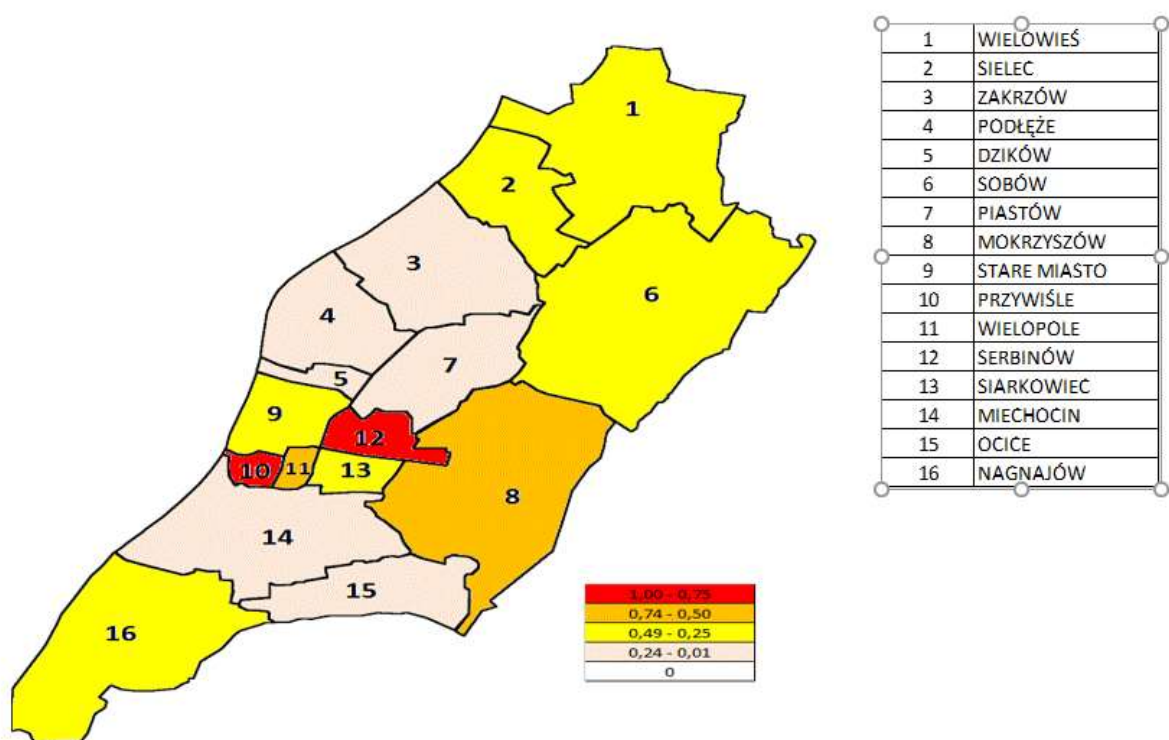 1
2
3
4
5
6
7
8
9
10
11
12
13
14
15
16
1 WIELOWIEŚ
2 SIELEC
3 ZAKRZÓW
4 PODŁĘŻE
5 DZIKÓW
6 SOBÓW
7 PIASTÓW
8 MOKRZYSZÓW
9 STARE MIASTO
10 PRZYWIŚLE
11 WIELOPOLE
12 SERBINÓW
13 SIARKOWIEC
14 MIECHOCIN
15 OCICE
16 NAGNAJÓW
1,00 - 0,75
0,74 - 0,50
0,49 - 0,25
0,24 - 0,01
0